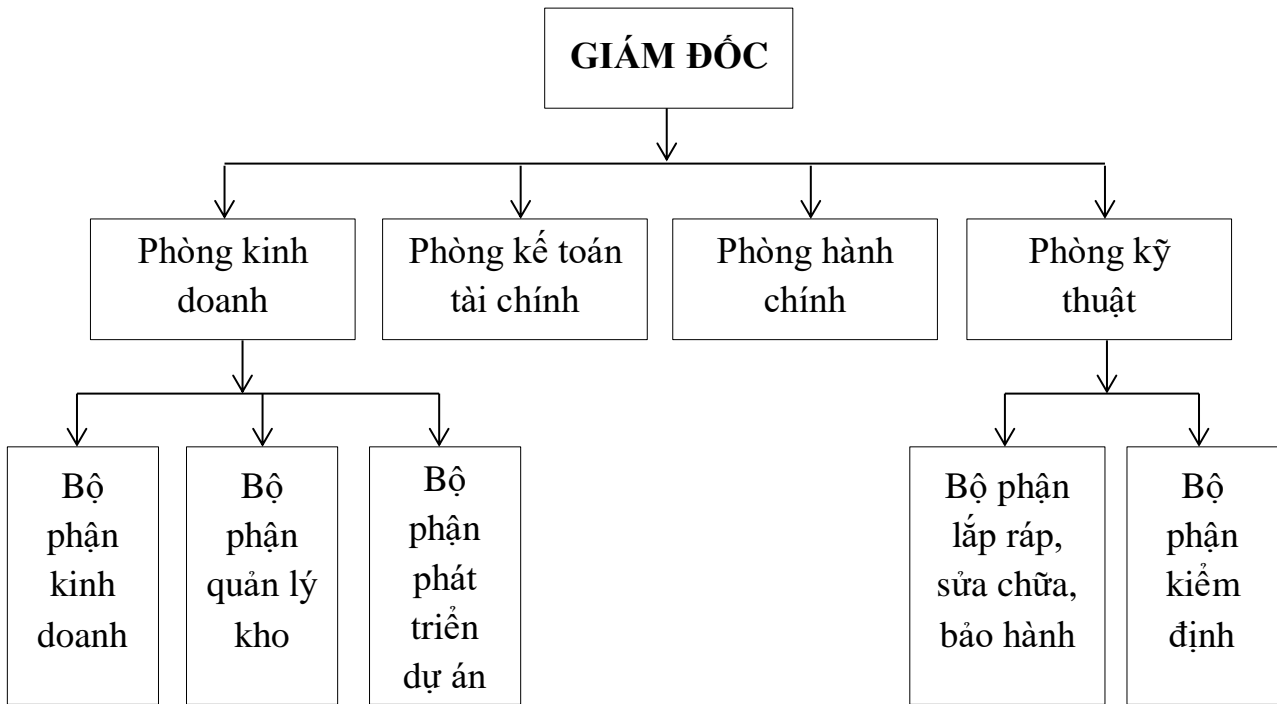 GIÁM ĐỐC
Phòng kinh
doanh
Phòng kế toán
tài chính
Phòng hành
chính
Phòng kỹ
thuật
Bộ
phận
kinh
doanh
Bộ
phận
quản lý
kho
Bộ
phận
phát
triển
dự án
Bộ phận
lắp ráp,
sửa chữa,
bảo hành
Bộ
phận
kiểm
định